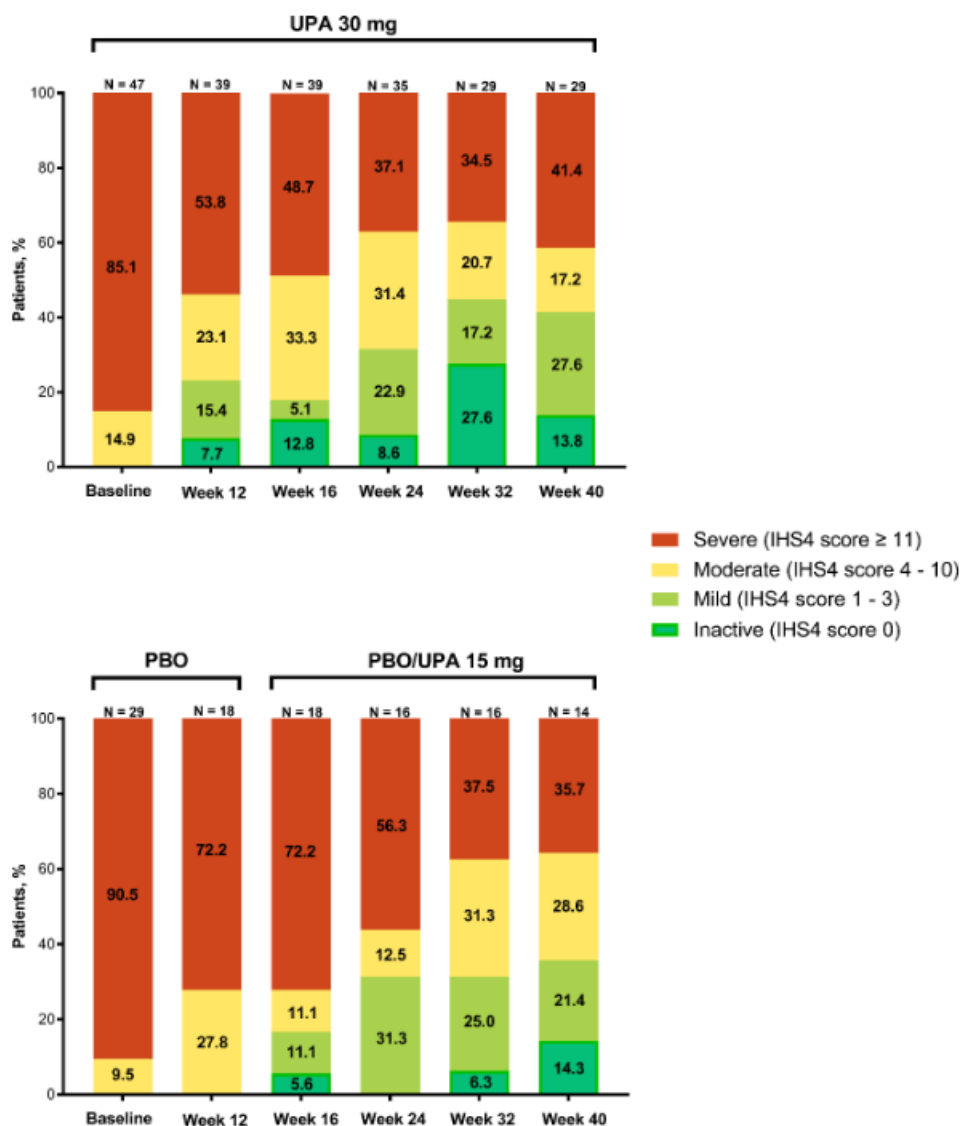 UPA 30 mg
N = 47 N = 39 N = 39 N = 35 N = 29 N = 29
Patients, %
100
80
60
40
20
0
85.1 14.9
53.8 23.1 15.4 7.7
48.7 33.3 5.1 12.8
37.1 31.4 22.9 8.6
34.5 20.7 17.2 27.6
41.4 17.2 27.6 13.8
Baseline Week 12 Week 16 Week 24 Week 32 Week 40
Severe (IHS4 score ≥ 11)
Moderate (IHS4 score 4 - 10)
Mild (IHS4 score 1 - 3)
Inactive (IHS4 score 0)
PBO PBO/UPA 15 mg
N = 29 N = 18 N = 18 N = 16 N = 16 N = 14
Patients, %
100
80
60
40
20
0
90.5 9.5
72.2 27.8
72.2 11.1 11.1 5.6
56.3 12.5 31.3
37.5 31.3 25.0 6.3
35.7 28.6 21.4 14.3
Baseline Week 12 Week 16 Week 24 Week 32 Week 40